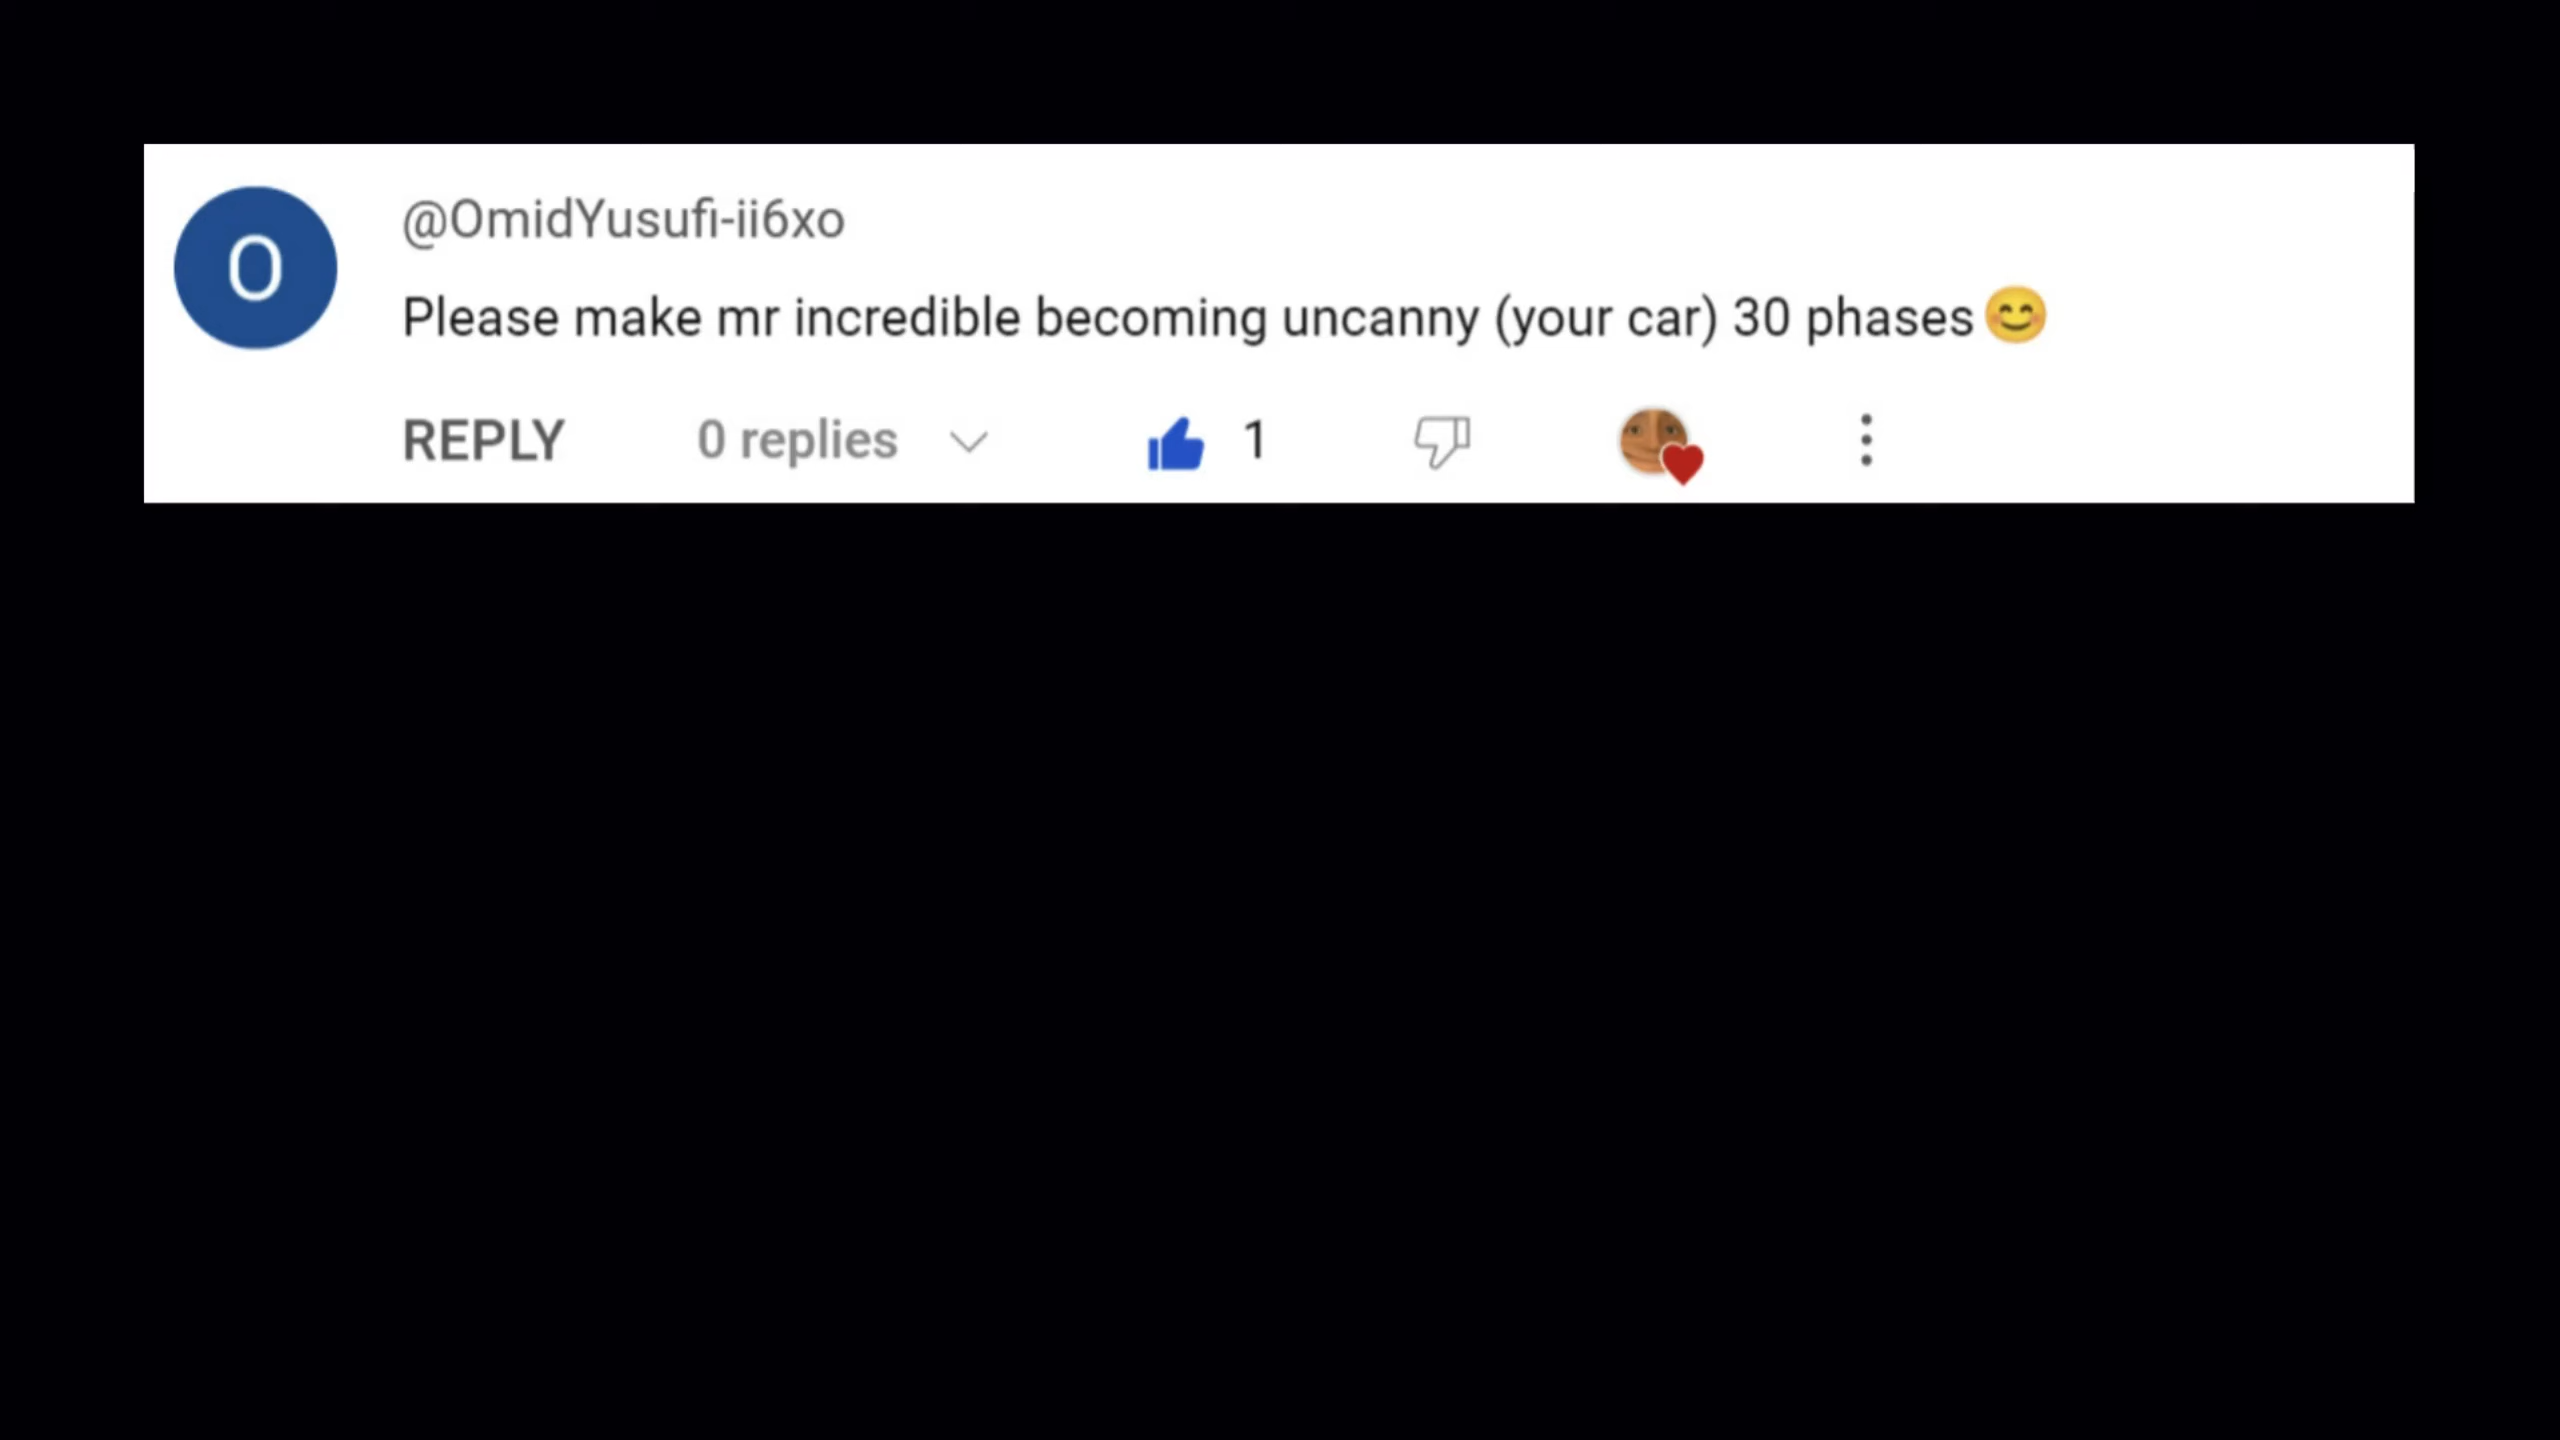 O
@OmidYusufi-ii6xo
Please make mr incredible becoming uncanny (your car) 30 phases😊
REPLY 0 replies 1